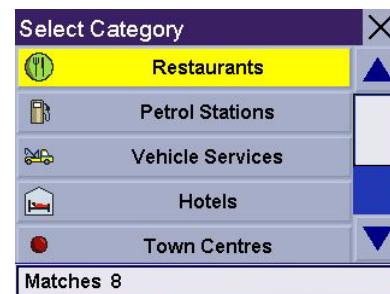 Select Category
Restaurants
Petrol Stations
Vehicle Services
Hotels
Town Centres
Matches 8